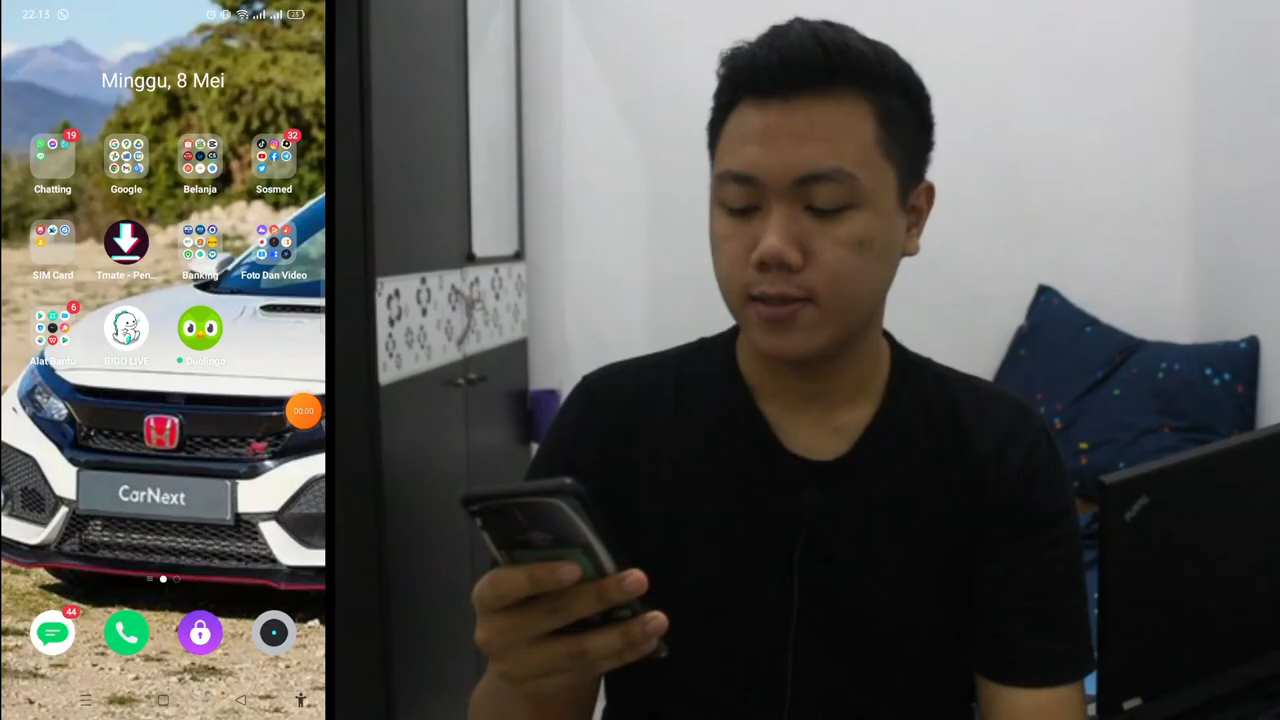 22.13
23
Minggu, 8 Mei
19
32
Chatting
Google
Belanja
Sosmed
SIM Card
Tmate - Pen...
Banking
Foto Dan Video
6
Alat Bantu
BIGO LIVE
Duolingo
00:00
CarNext
44